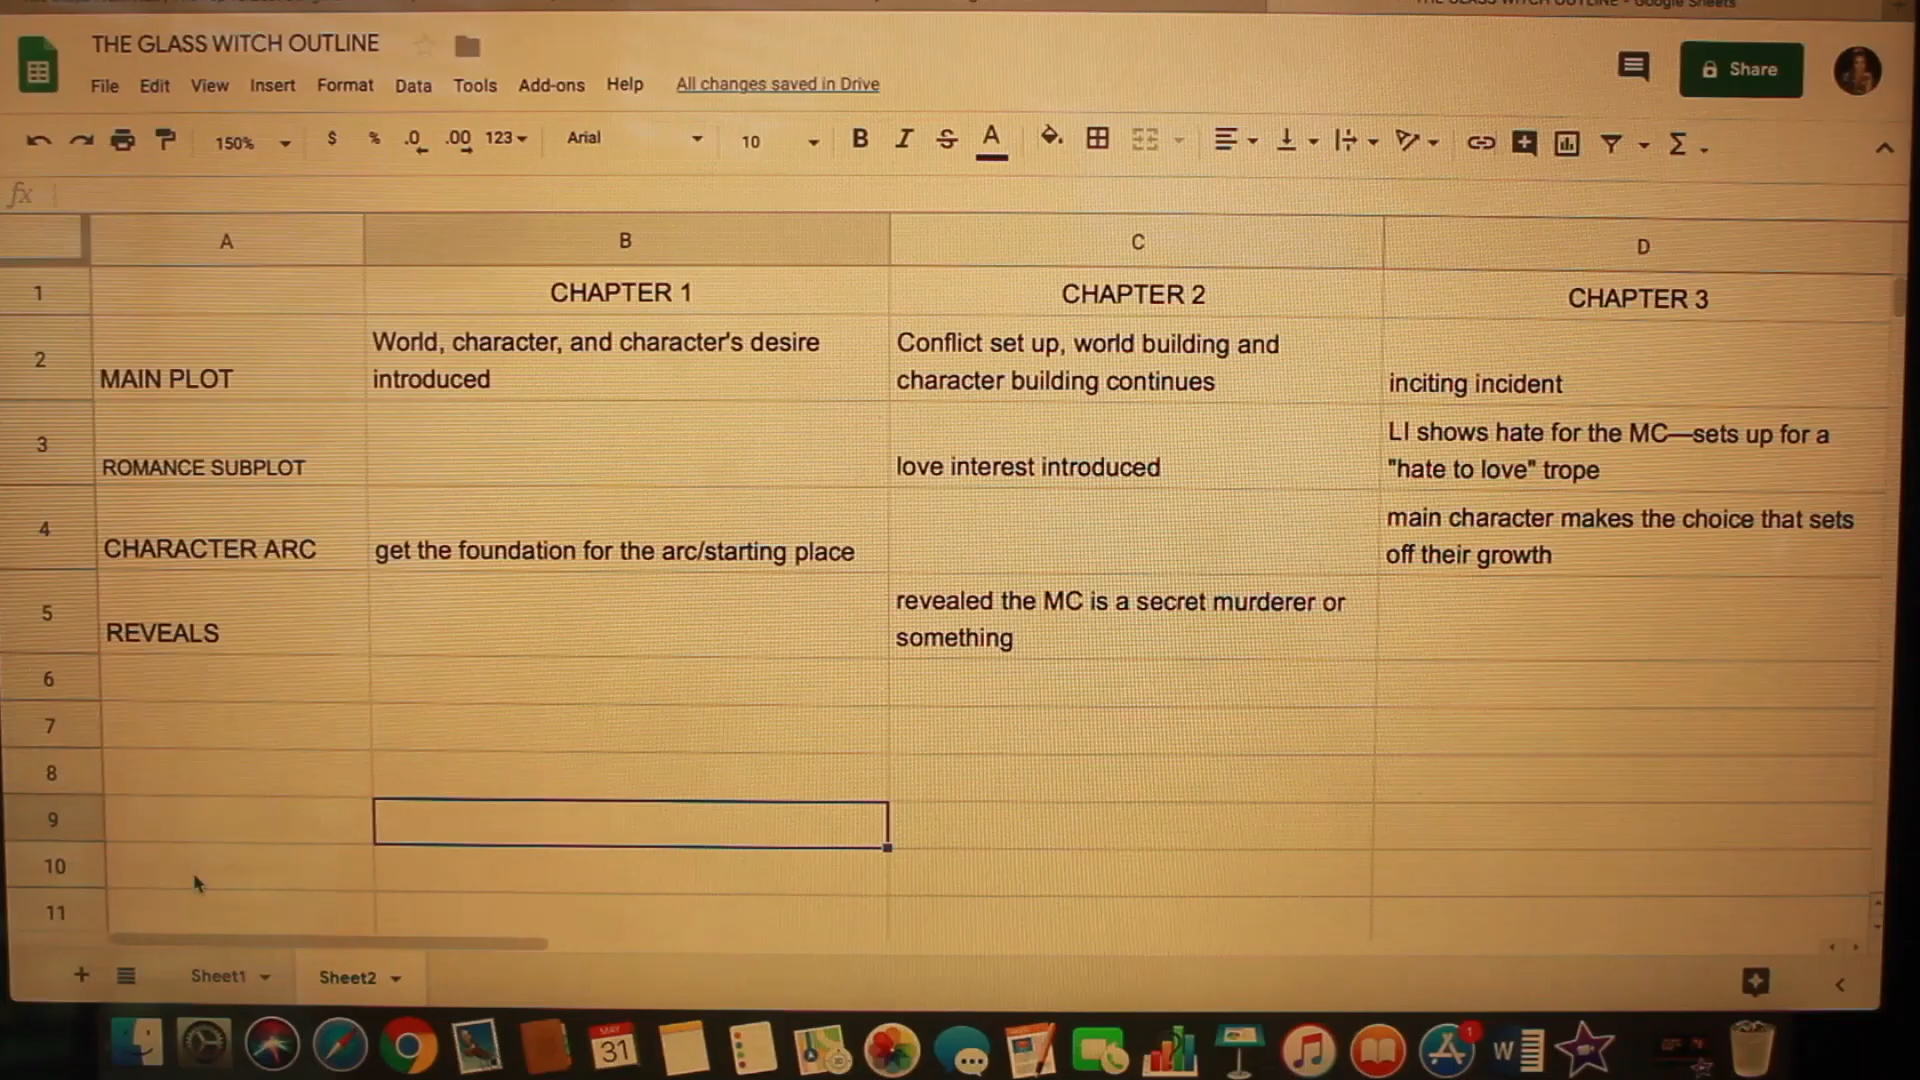 THE GLASS WITCH OUTLINE
File Edit View Insert Format Data Tools Add-ons Help All changes saved in Drive
Share
150% $ % .0 .00 123 Arial 10 B I S A Σ
fx
A B C D
1 CHAPTER 1 CHAPTER 2 CHAPTER 3
World, character, and character's desire
introduced
Conflict set up, world building and
character building continues
2 MAIN PLOT
inciting incident
LI shows hate for the MC—sets up for a
"hate to love" trope
3 ROMANCE SUBPLOT
love interest introduced
main character makes the choice that sets
off their growth
4 CHARACTER ARC
get the foundation for the arc/starting place
revealed the MC is a secret murderer or
something
5 REVEALS
6
7
8
9
10
11
Sheet1 Sheet2
MAY
31
1
W